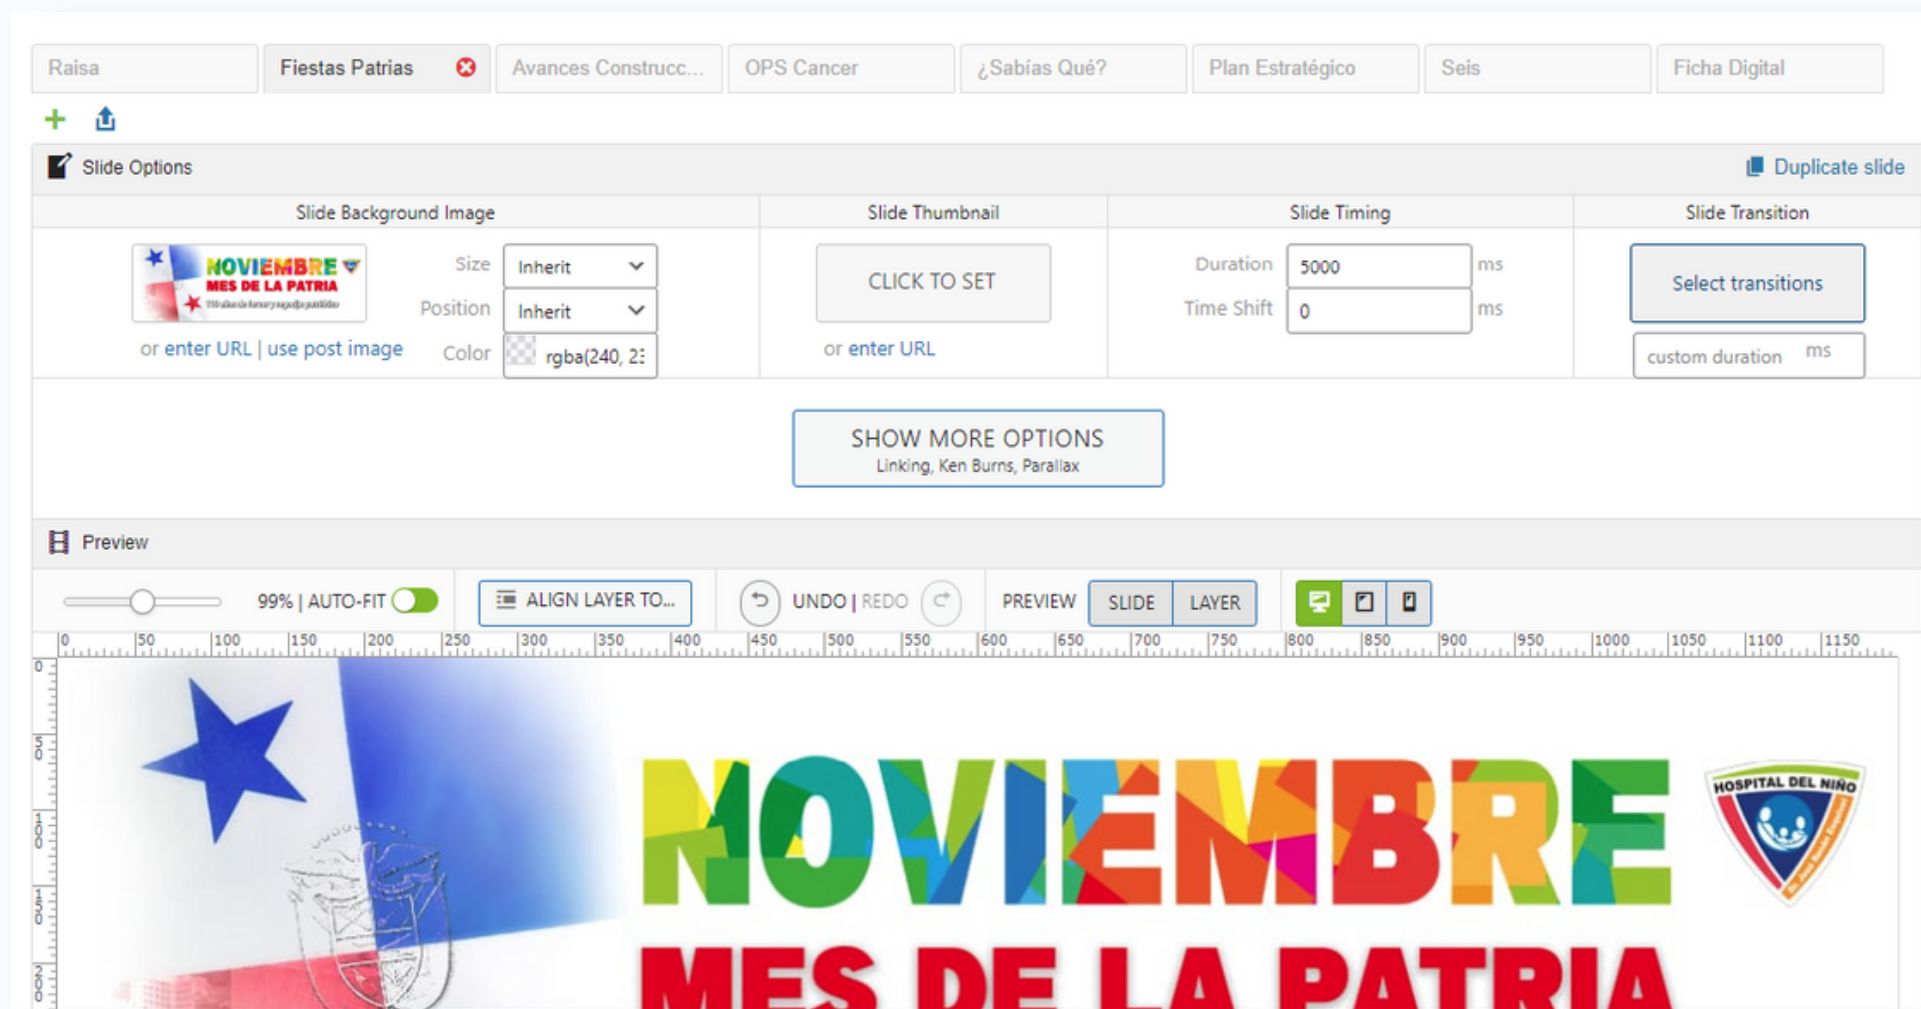 Raisa
Fiestas Patrias
Avances Construcc...
OPS Cancer
¿Sabías Qué?
Plan Estratégico
Seis
Ficha Digital
Slide Options
Duplicate slide
Slide Background Image
Slide Thumbnail
Slide Timing
Slide Transition
NOVIEMBRE
MES DE LA PATRIA
Size
Inherit
Position
Inherit
or enter URL | use post image
Color
rgba(240, 23
CLICK TO SET
or enter URL
Duration
5000
ms
Time Shift
0
ms
Select transitions
custom duration
ms
SHOW MORE OPTIONS
Linking, Ken Burns, Parallax
Preview
99% | AUTO-FIT
ALIGN LAYER TO...
UNDO | REDO
PREVIEW
SLIDE
LAYER
0 50 100 150 200 250 300 350 400 450 500 550 600 650 700 750 800 850 900 950 1000 1050 1100 1150
0
50
100
150
200
NOVIEMBRE
HOSPITAL DEL NIÑO
MES DE LA PATRIA